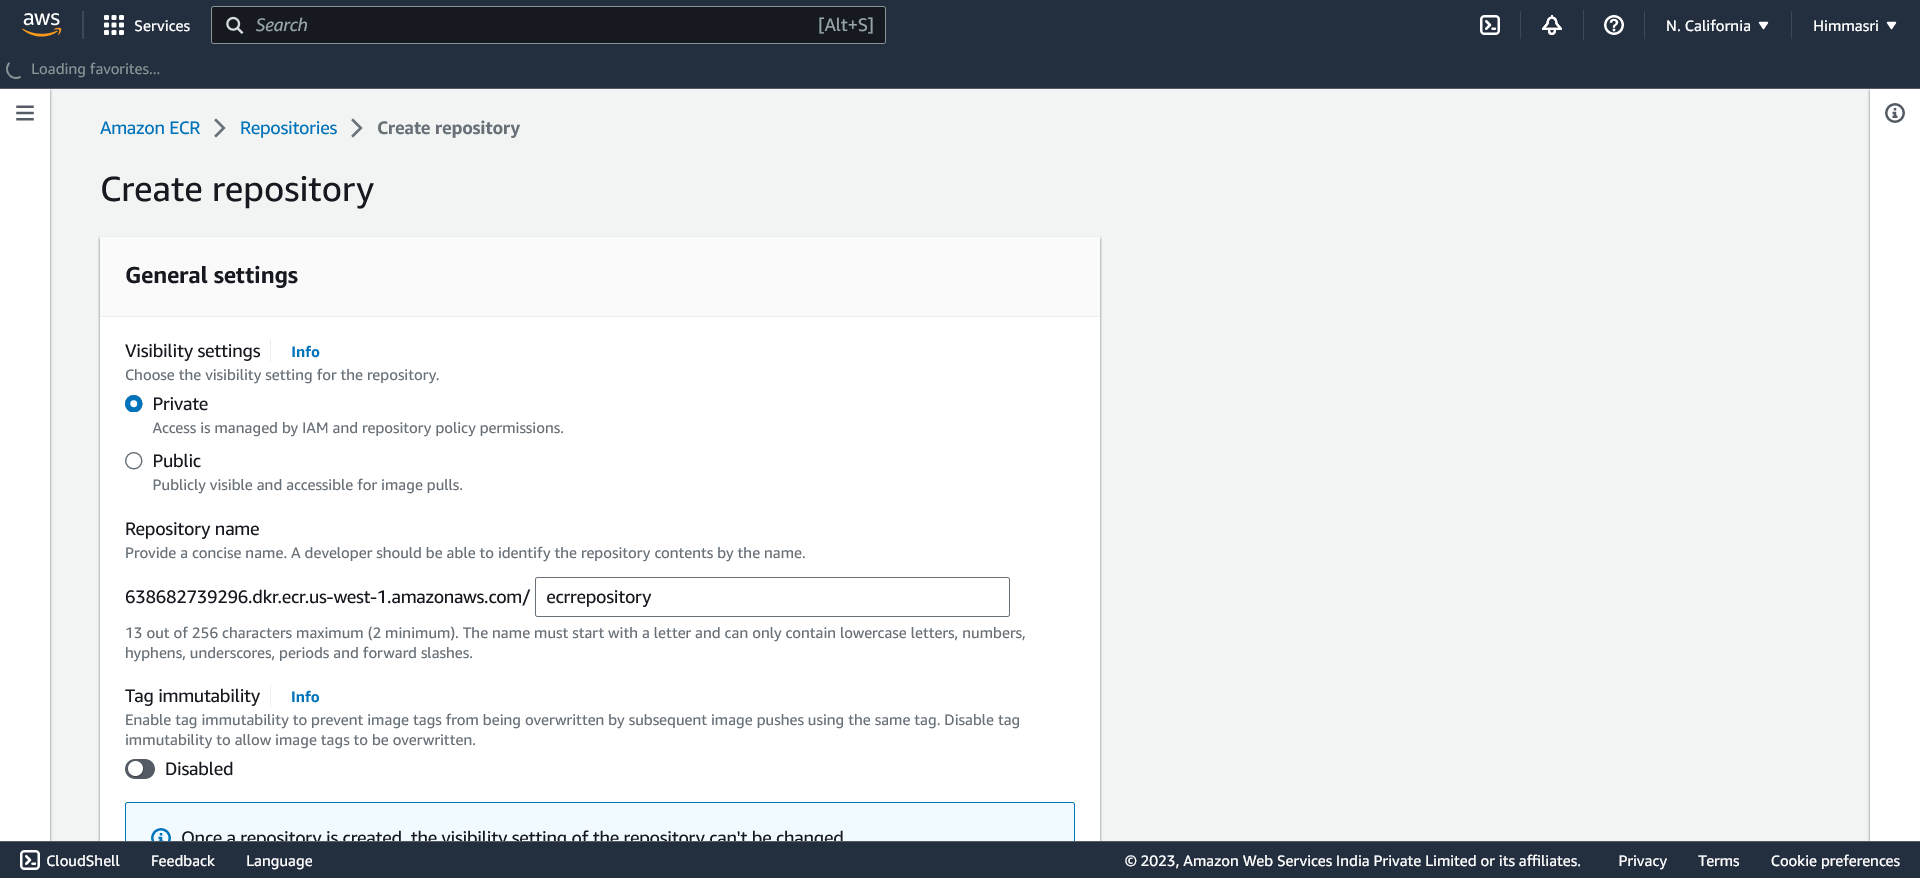 aws
Services
Search [Alt+S]
N. California
Himmasri
Loading favorites...
Amazon ECR Repositories Create repository
Create repository
General settings
Visibility settings Info
Choose the visibility setting for the repository.
Private
Access is managed by IAM and repository policy permissions.
Public
Publicly visible and accessible for image pulls.
Repository name
Provide a concise name. A developer should be able to identify the repository contents by the name.
638682739296.dkr.ecr.us-west-1.amazonaws.com/ ecrrepository
13 out of 256 characters maximum (2 minimum). The name must start with a letter and can only contain lowercase letters, numbers,
hyphens, underscores, periods and forward slashes.
Tag immutability Info
Enable tag immutability to prevent image tags from being overwritten by subsequent image pushes using the same tag. Disable tag
immutability to allow image tags to be overwritten.
Disabled
Once a repository is created, the visibility setting of the repository can't be changed.
CloudShell Feedback Language © 2023, Amazon Web Services India Private Limited or its affiliates. Privacy Terms Cookie preferences